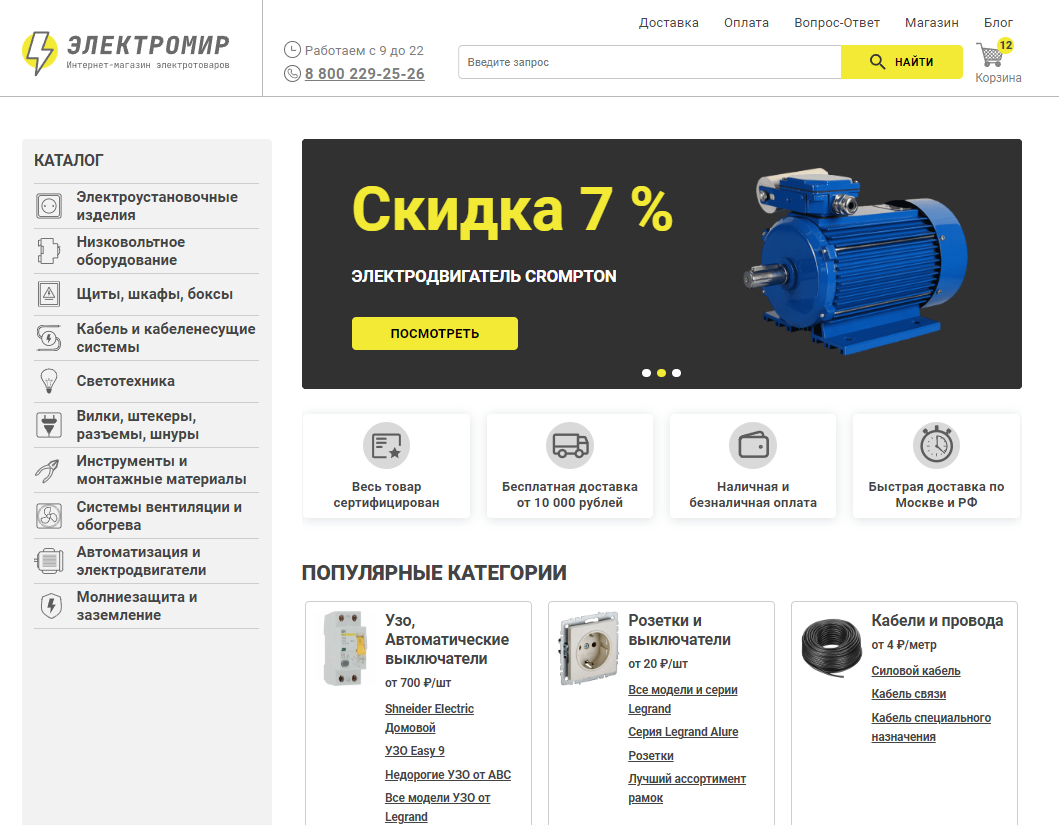 ЭЛЕКТРОМИР
Интернет-магазин электротоваров
Работаем с 9 до 22
8 800 229-25-26
Доставка Оплата Вопрос-Ответ Магазин Блог
Введите запрос
НАЙТИ
12
Корзина
КАТАЛОГ
Электроустановочные
изделия
Низковольтное
оборудование
Щиты, шкафы, боксы
Кабель и кабеленесущие
системы
Светотехника
Вилки, штекеры,
разъемы, шнуры
Инструменты и
монтажные материалы
Системы вентиляции и
обогрева
Автоматизация и
электродвигатели
Молниезащита и
заземление
Скидка 7 %
ЭЛЕКТРОДВИГАТЕЛЬ CROMPTON
ПОСМОТРЕТЬ
Весь товар
сертифицирован
Бесплатная доставка
от 10 000 рублей
Наличная и
безналичная оплата
Быстрая доставка по
Москве и РФ
ПОПУЛЯРНЫЕ КАТЕГОРИИ
Узо,
Автоматические
выключатели
от 700 ₽/шт
Shneider Electric
Домовой
УЗО Easy 9
Недорогие УЗО от ABC
Все модели УЗО от
Legrand
Розетки и
выключатели
от 20 ₽/шт
Все модели и серии
Legrand
Серия Legrand Alure
Розетки
Лучший ассортимент
рамок
Кабели и провода
от 4 ₽/метр
Силовой кабель
Кабель связи
Кабель специального
назначения